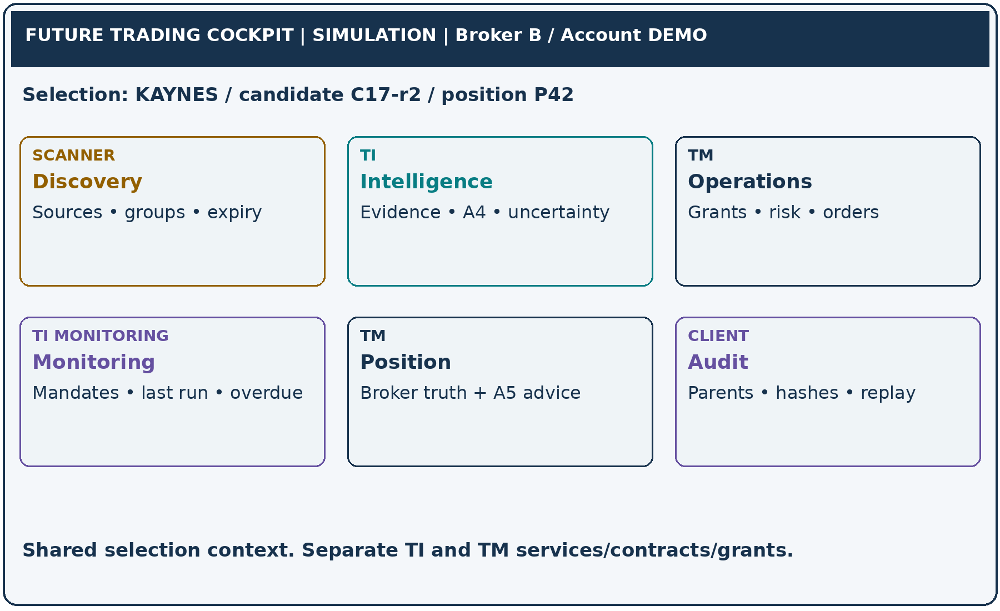 FUTURE TRADING COCKPIT | SIMULATION | Broker B / Account DEMO
Selection: KAYNES / candidate C17-r2 / position P42
SCANNER
Discovery
Sources • groups • expiry
TI
Intelligence
Evidence • A4 • uncertainty
TM
Operations
Grants • risk • orders
TI MONITORING
Monitoring
Mandates • last run • overdue
TM
Position
Broker truth + A5 advice
CLIENT
Audit
Parents • hashes • replay
Shared selection context. Separate TI and TM services/contracts/grants.